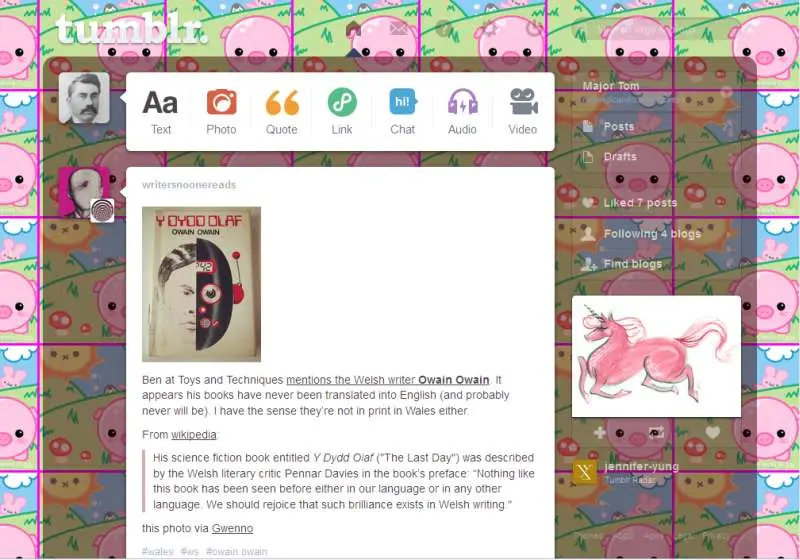 tumblr.
Aa
hi!
Text
Photo
Quote
Link
Chat
Audio
Video
Major Tom
Posts
Drafts
Liked 7 posts
Following 4 blogs
Find blogs
writersnoonereads
Y DYDD OLAF
OWAIN OWAIN
942
Ben at Toys and Techniques mentions the Welsh writer Owain Owain. It
appears his books have never been translated into English (and probably
never will be). I have the sense they're not in print in Wales either.
From wikipedia:
His science fiction book entitled Y Dydd Olaf ("The Last Day") was described
by the Welsh literary critic Pennar Davies in the book's preface: “Nothing like
this book has been seen before either in our language or in any other
language. We should rejoice that such brilliance exists in Welsh writing.”
this photo via Gwenno
#wales #ws #owain owain
jennifer-yung
Tumblr Radar